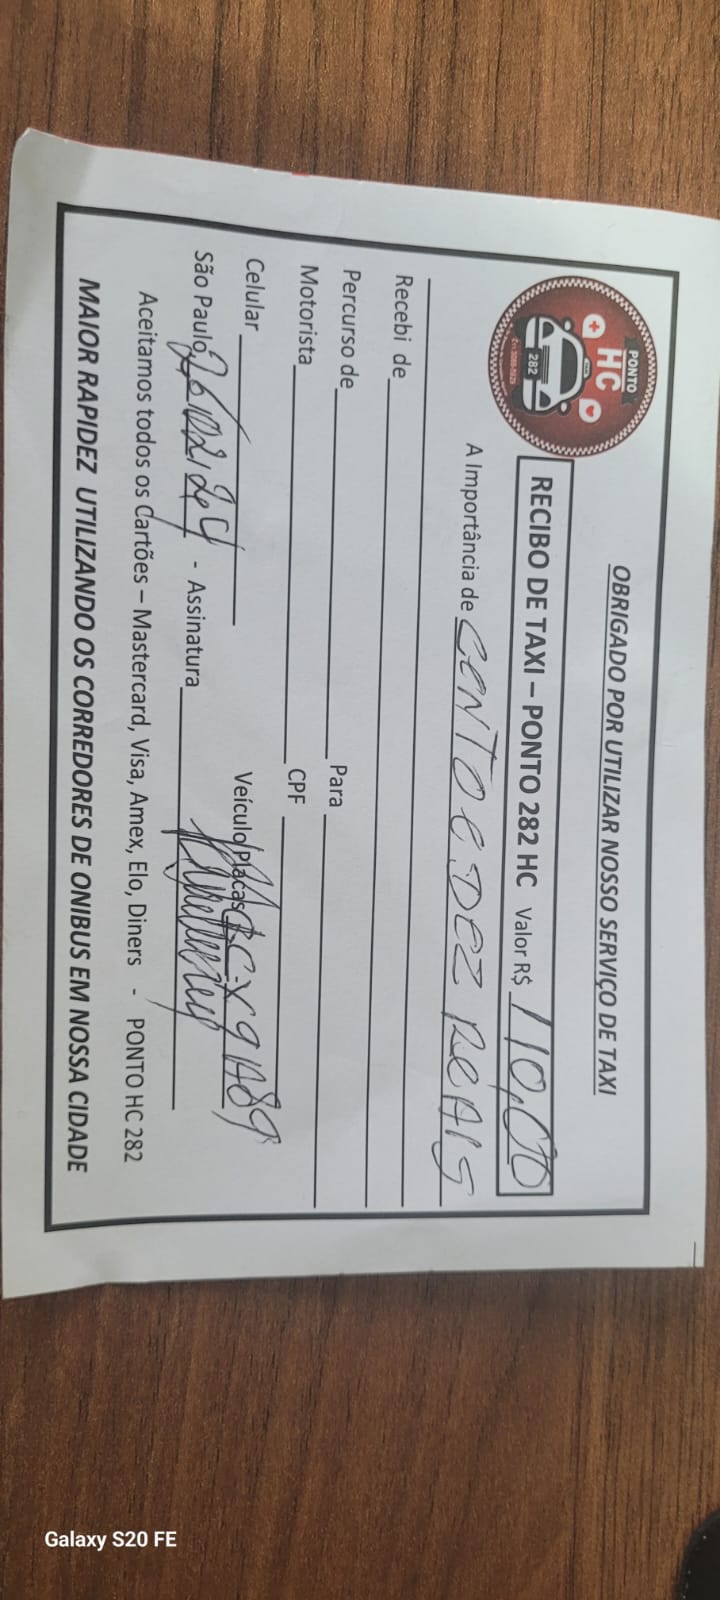 OBRIGADO POR UTILIZAR NOSSO SERVIÇO DE TAXI
PONTO
HC
282
RECIBO DE TAXI – PONTO 282 HC Valor R$ 110,00
A Importância de CENTO E DEZ REAIS
Recebi de
Percurso de Para
Motorista CPF
Celular Veículo Placas
São Paulo 26/02/24 - Assinatura
Aceitamos todos os Cartões – Mastercard, Visa, Amex, Elo, Diners - PONTO HC 282
MAIOR RAPIDEZ UTILIZANDO OS CORREDORES DE ONIBUS EM NOSSA CIDADE
Galaxy S20 FE